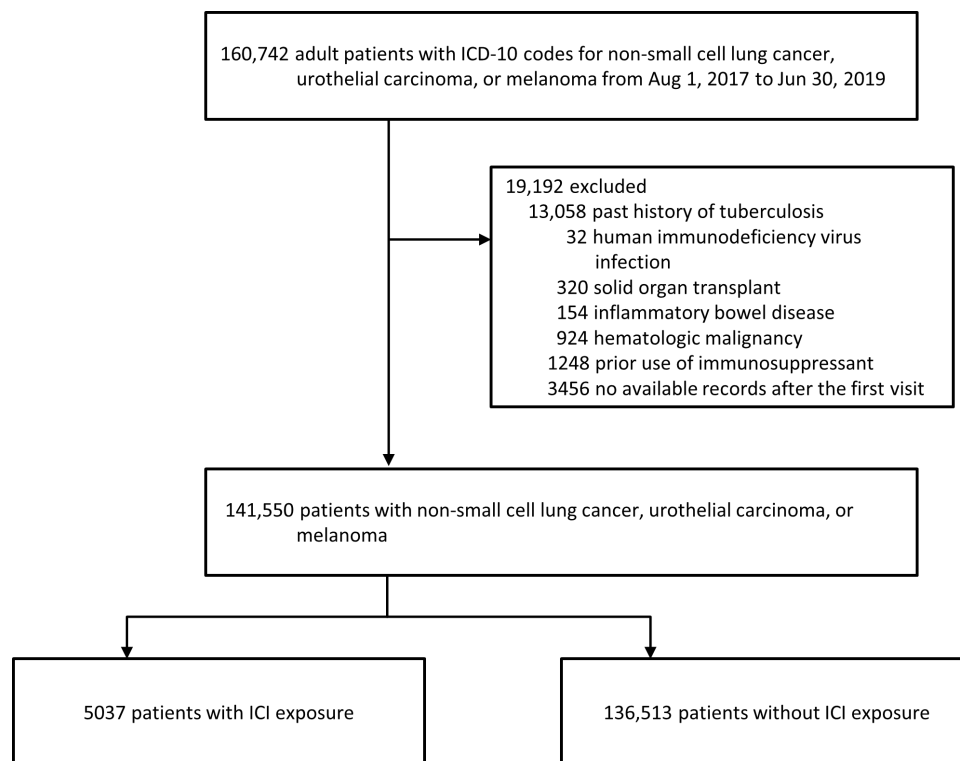 160,742 adult patients with ICD-10 codes for non-small cell lung cancer,
urothelial carcinoma, or melanoma from Aug 1, 2017 to Jun 30, 2019
19,192 excluded
13,058 past history of tuberculosis
32 human immunodeficiency virus
infection
320 solid organ transplant
154 inflammatory bowel disease
924 hematologic malignancy
1248 prior use of immunosuppressant
3456 no available records after the first visit
141,550 patients with non-small cell lung cancer, urothelial carcinoma, or
melanoma
5037 patients with ICI exposure
136,513 patients without ICI exposure